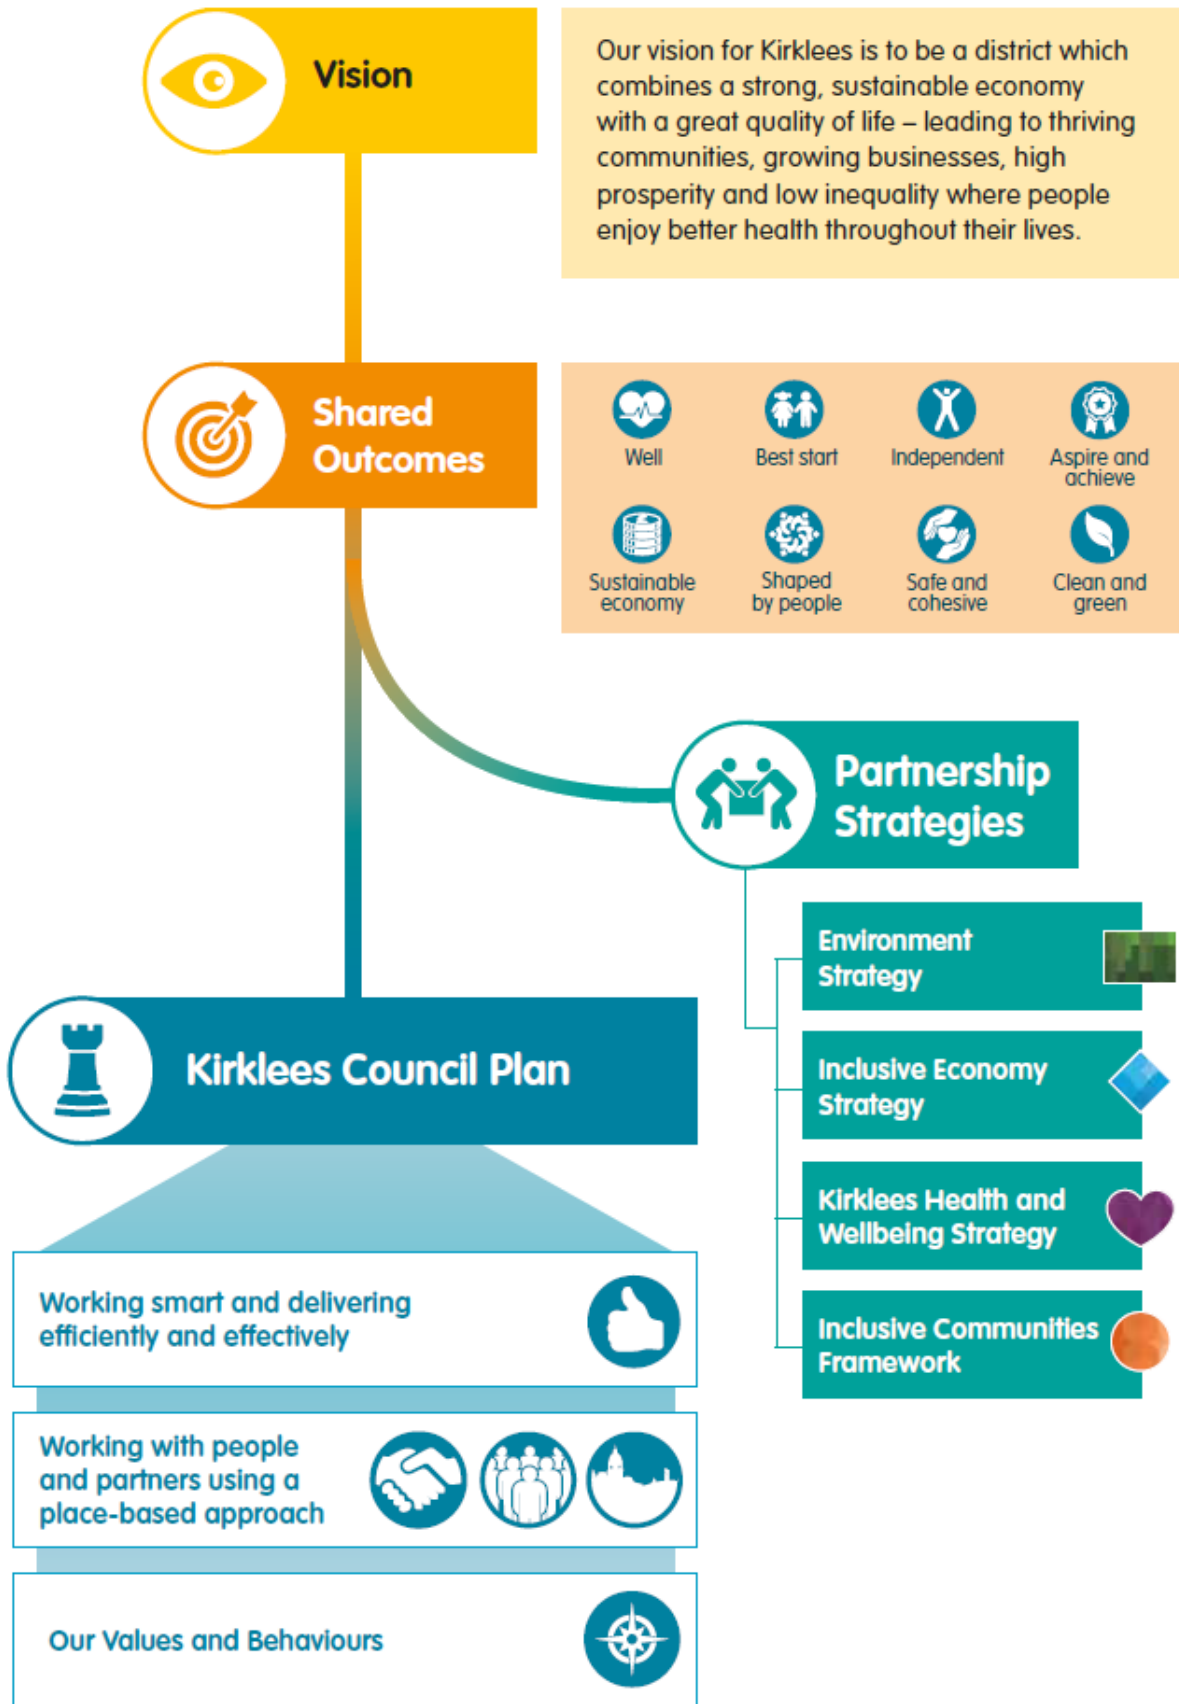 Vision
Our vision for Kirklees is to be a district which
combines a strong, sustainable economy
with a great quality of life – leading to thriving
communities, growing businesses, high
prosperity and low inequality where people
enjoy better health throughout their lives.
Shared
Outcomes
Well
Best start
Independent
Aspire and
achieve
Sustainable
economy
Shaped
by people
Safe and
cohesive
Clean and
green
Partnership
Strategies
Environment
Strategy
Inclusive Economy
Strategy
Kirklees Health and
Wellbeing Strategy
Inclusive Communities
Framework
Kirklees Council Plan
Working smart and delivering
efficiently and effectively
Working with people
and partners using a
place-based approach
Our Values and Behaviours